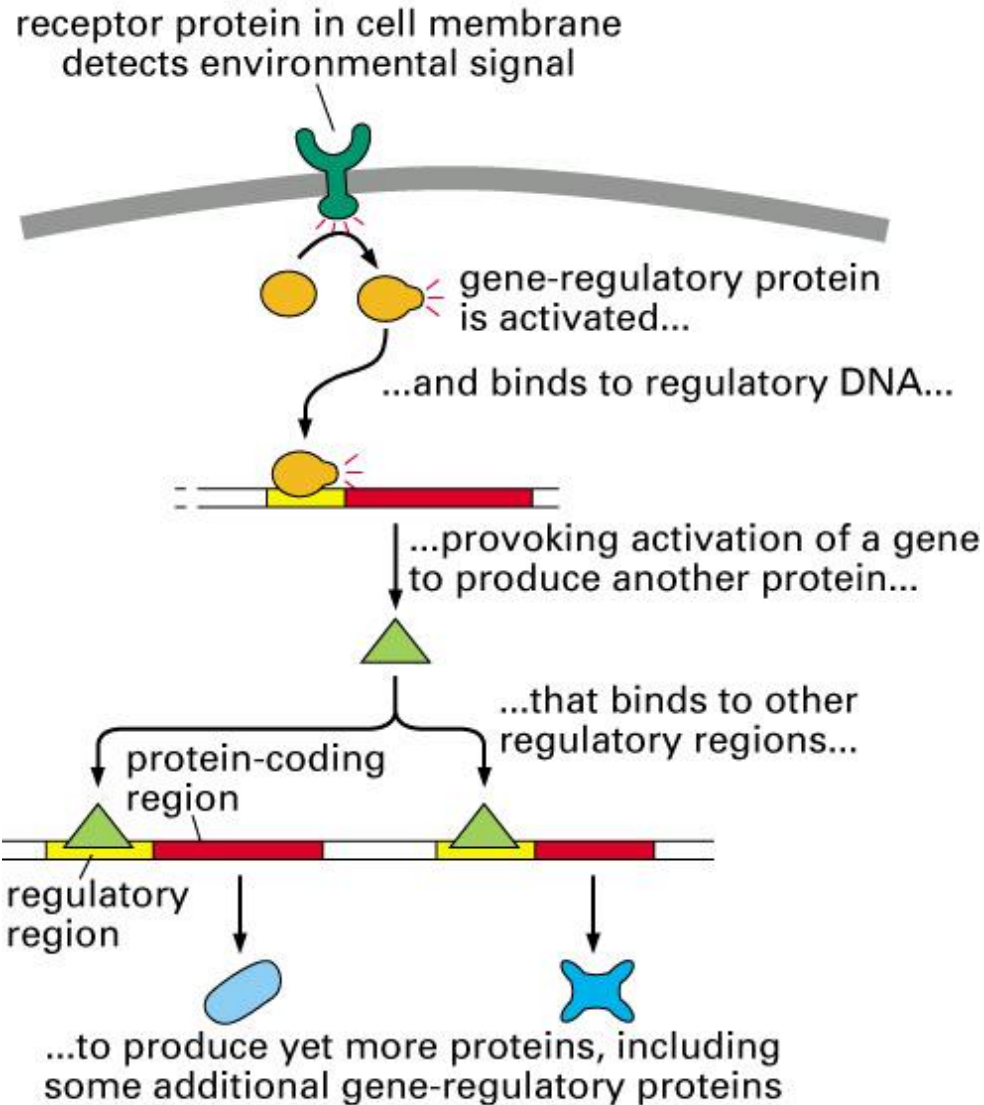 receptor protein in cell membrane
detects environmental signal
gene-regulatory protein
is activated...
...and binds to regulatory DNA...
...provoking activation of a gene
to produce another protein...
...that binds to other
regulatory regions...
protein-coding
region
regulatory
region
...to produce yet more proteins, including
some additional gene-regulatory proteins